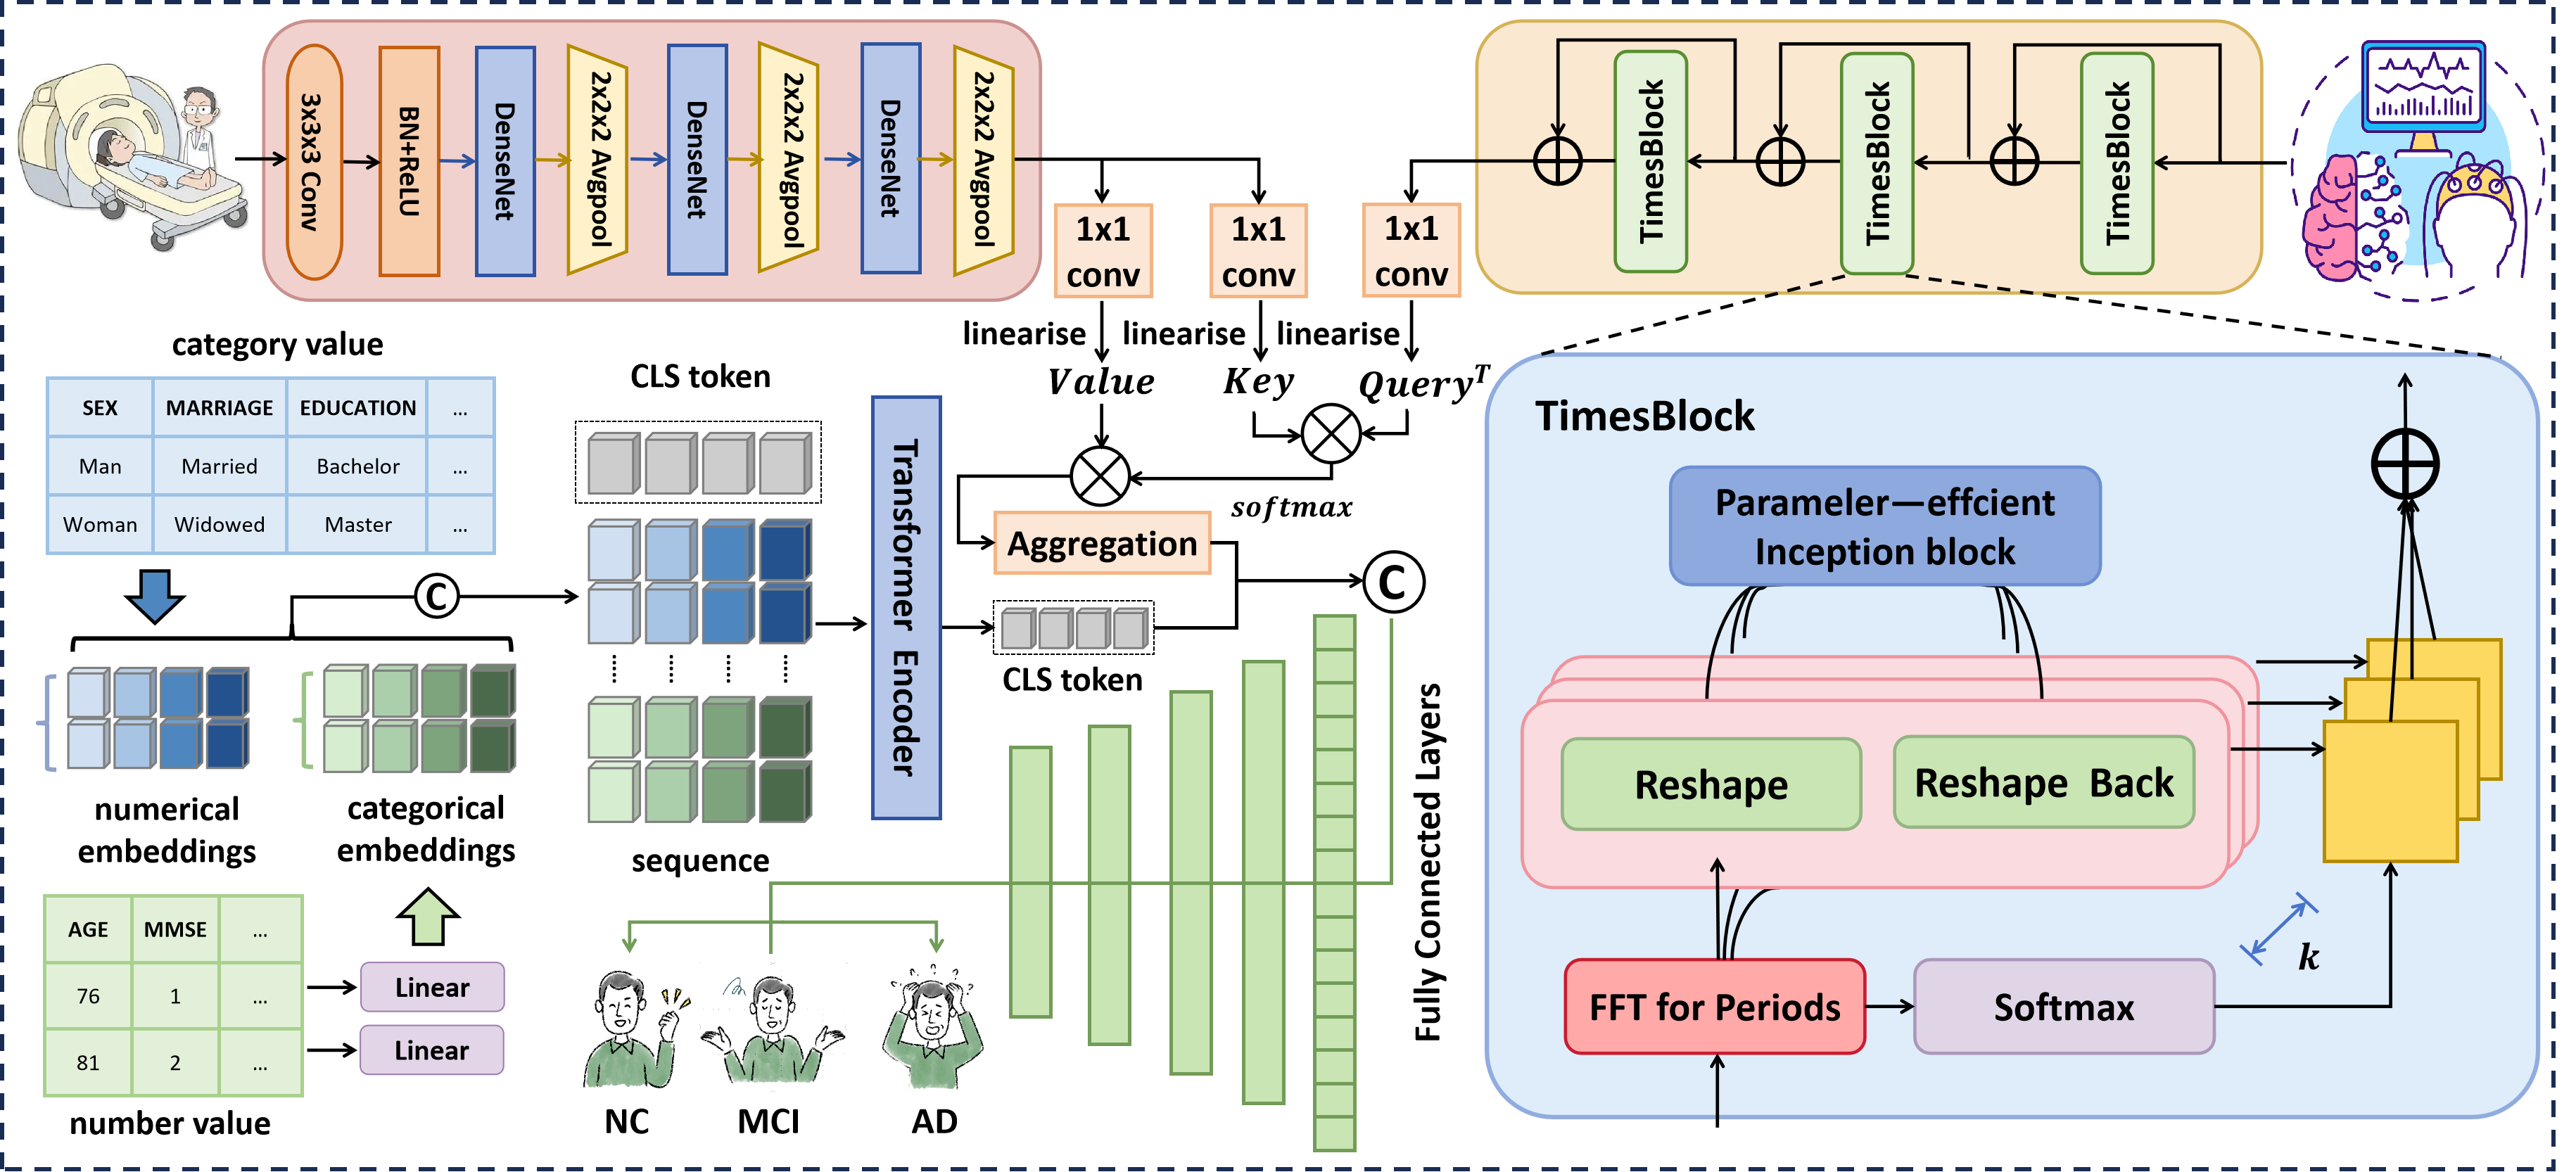 3x3x3 Conv
BN+ReLU
DenseNet
2x2x2 Avgpool
DenseNet
2x2x2 Avgpool
DenseNet
2x2x2 Avgpool
TimesBlock
TimesBlock
TimesBlock
1x1
conv
1x1
conv
1x1
conv
linearise
linearise
linearise
Value
Key
Query^T
softmax
Aggregation
C
category value
SEX MARRIAGE EDUCATION ...
Man Married Bachelor ...
Woman Widowed Master ...
C
numerical
embeddings
categorical
embeddings
AGE MMSE ...
76 1 ...
81 2 ...
number value
Linear
Linear
CLS token
sequence
Transformer Encoder
CLS token
Fully Connected Layers
NC
MCI
AD
TimesBlock
Parameler—effcient
Inception block
Reshape
Reshape Back
FFT for Periods
Softmax
k